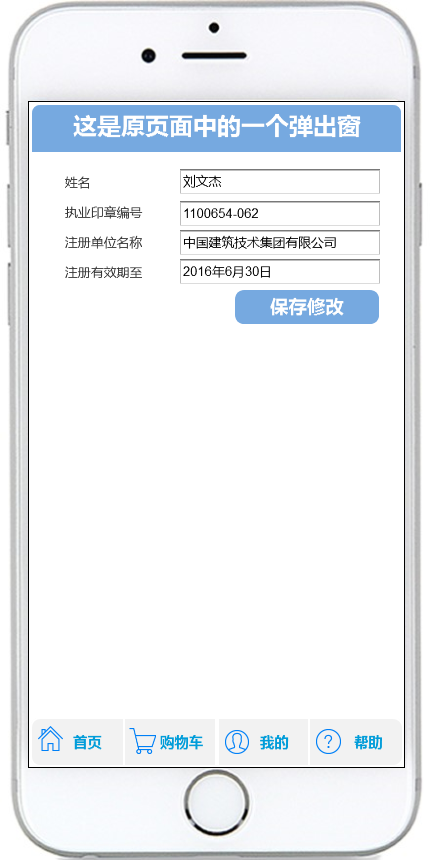 这是原页面中的一个弹出窗
姓名 刘文杰
执业印章编号 1100654-062
注册单位名称 中国建筑技术集团有限公司
注册有效期至 2016年6月30日
保存修改
首页 购物车 我的 帮助